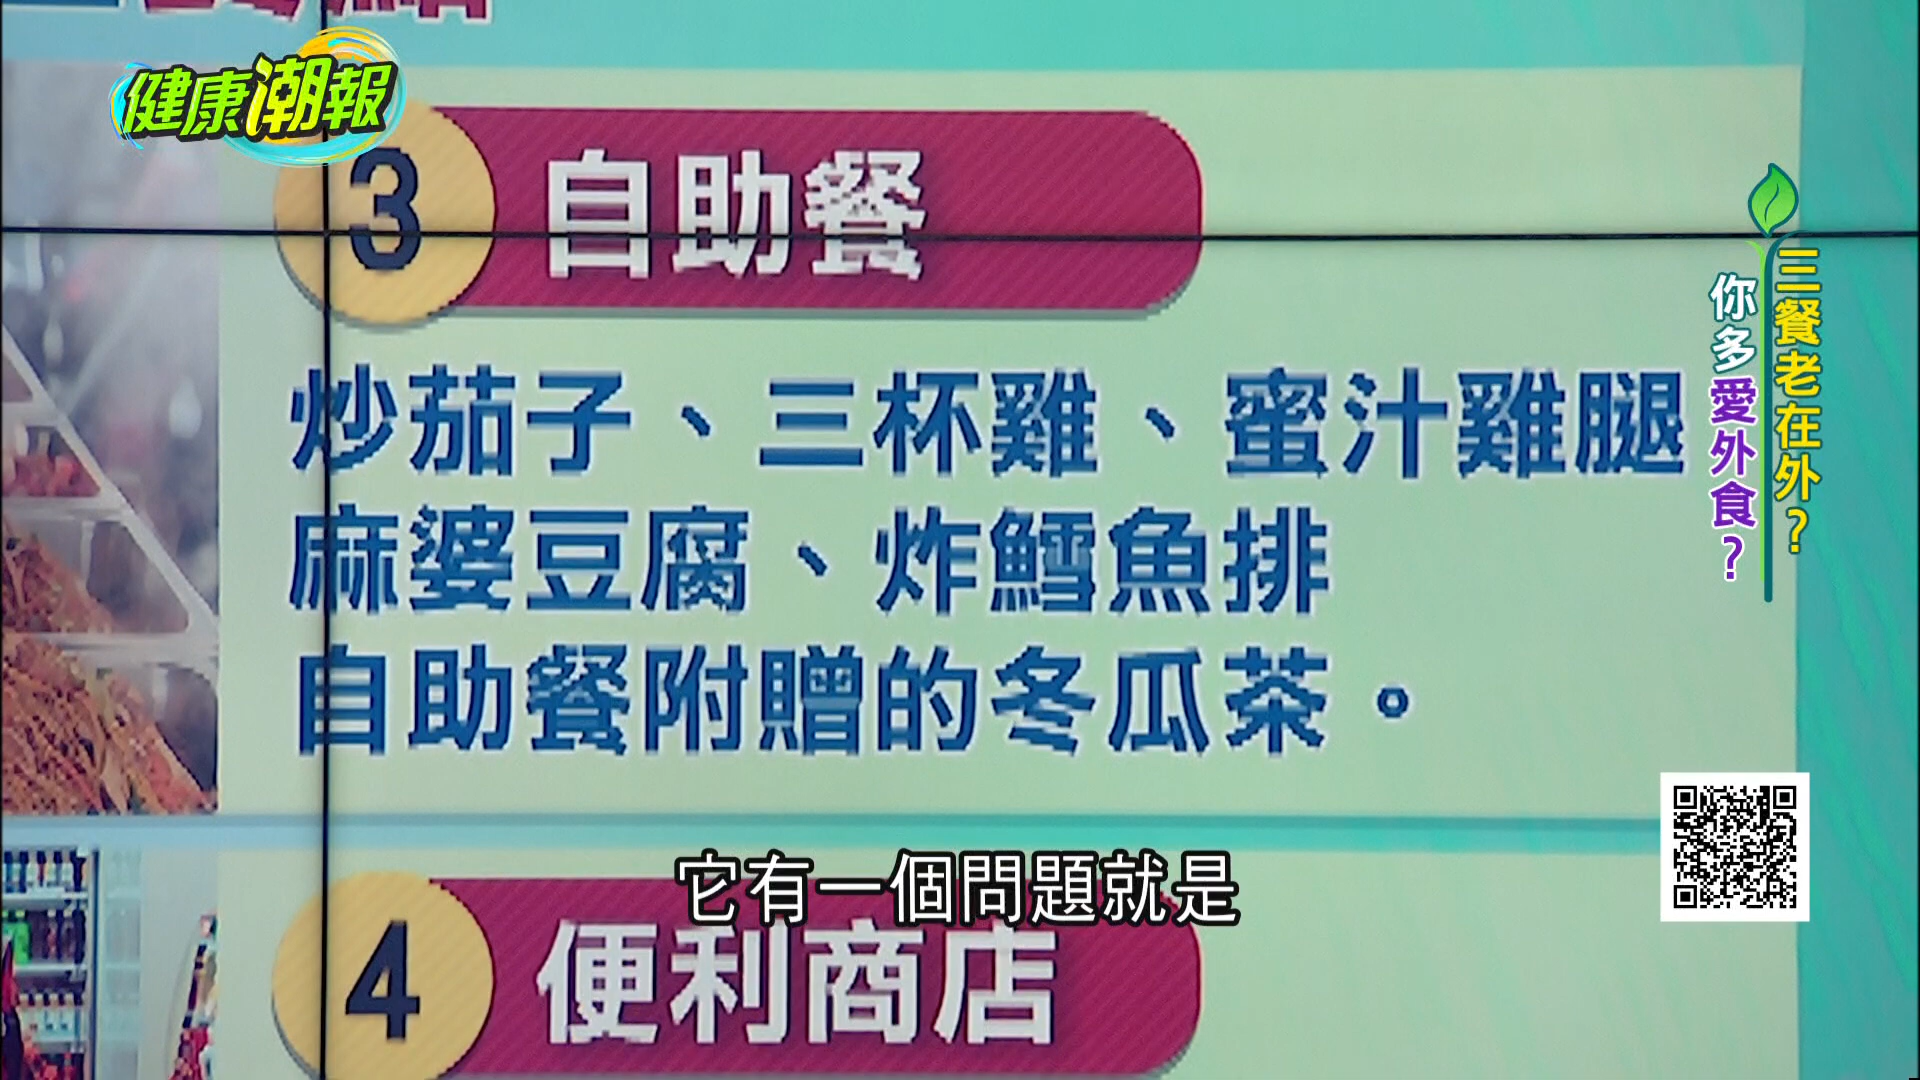 健康潮報
3 自助餐
炒茄子、三杯雞、蜜汁雞腿
麻婆豆腐、炸鱈魚排
自助餐附贈的冬瓜茶。
4 便利商店
三餐老在外?
你多愛外食?
它有一個問題就是